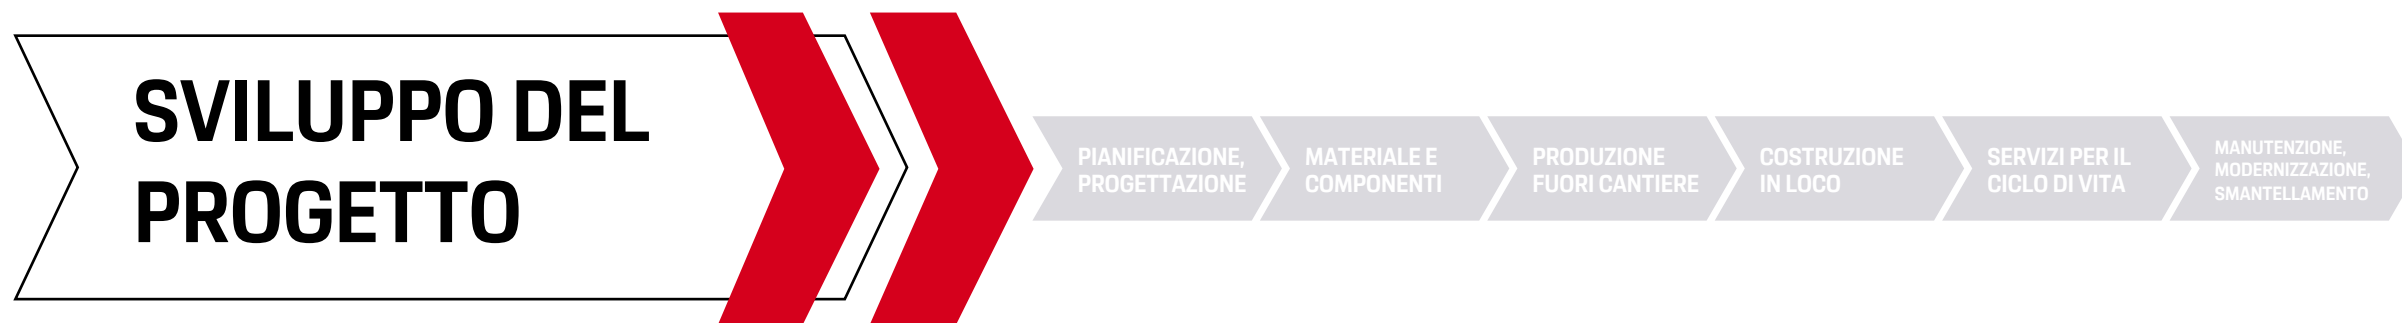 SVILUPPO DEL
PROGETTO
PIANIFICAZIONE,
PROGETTAZIONE
MATERIALE E
COMPONENTI
PRODUZIONE
FUORI CANTIERE
COSTRUZIONE
IN LOCO
SERVIZI PER IL
CICLO DI VITA
MANUTENZIONE,
MODERNIZZAZIONE,
SMANTELLAMENTO